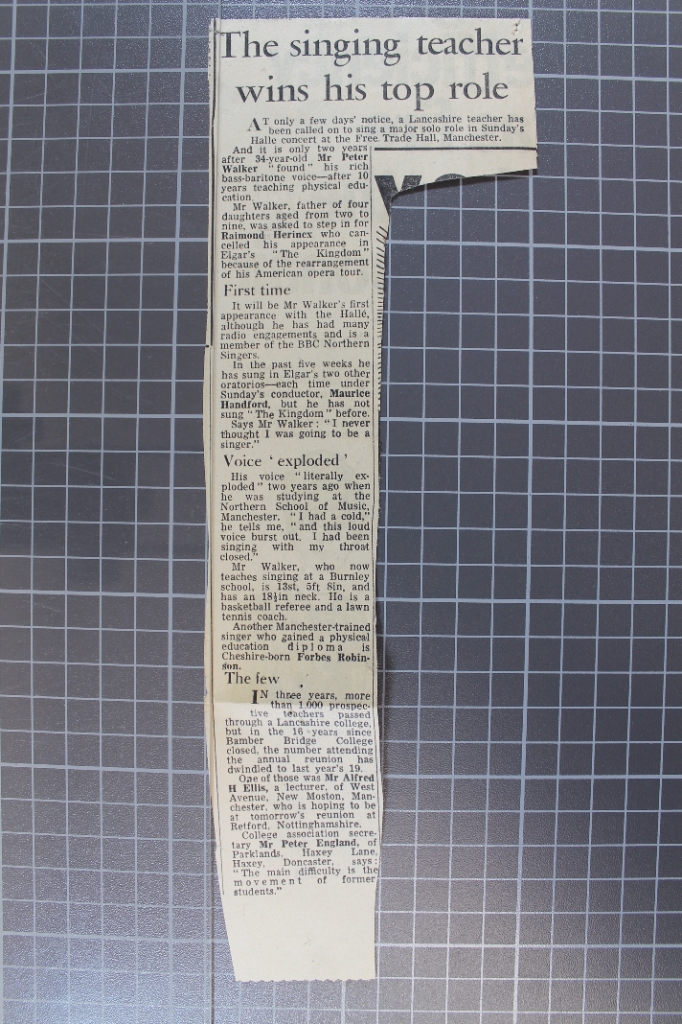 The singing teacher
wins his top role
AT only a few days' notice, a Lancashire teacher has
been called on to sing a major solo role in Sunday's
Halle concert at the Free Trade Hall, Manchester.
And it is only two years
after 34-year-old Mr Peter
Walker "found" his rich
bass-baritone voice—after 10
years teaching physical edu-
cation.
Mr Walker, father of four
daughters aged from two to
nine, was asked to step in for
Raimond Herincx who can-
celled his appearance in
Elgar's "The Kingdom"
because of the rearrangement
of his American opera tour.
First time
It will be Mr Walker's first
appearance with the Hallé,
although he has had many
radio engagements and is a
member of the BBC Northern
Singers.
In the past five weeks he
has sung in Elgar's two other
oratorios—each time under
Sunday's conductor, Maurice
Handford, but he has not
sung "The Kingdom" before.
Says Mr Walker: "I never
thought I was going to be a
singer."
Voice 'exploded'
His voice "literally ex-
ploded" two years ago when
he was studying at the
Northern School of Music,
Manchester. "I had a cold,"
he tells me, "and this loud
voice burst out. I had been
singing with my throat
closed."
Mr Walker, who now
teaches singing at a Burnley
school, is 13st, 5ft 8in, and
has an 18½in neck. He is a
basketball referee and a lawn
tennis coach.
Another Manchester-trained
singer who gained a physical
education diploma is
Cheshire-born Forbes Robin-
son.
The few
IN three years, more
than 1,000 prospec-
tive teachers passed
through a Lancashire college,
but in the 16 years since
Bamber Bridge College
closed, the number attending
the annual reunion has
dwindled to last year's 19.
One of those was Mr Alfred
H Ellis, a lecturer, of West
Avenue, New Moston, Man-
chester, who is hoping to be
at tomorrow's reunion at
Retford, Nottinghamshire.
College association secre-
tary Mr Peter England, of
Parklands, Haxey Lane,
Haxey, Doncaster, says:
"The main difficulty is the
movement of former
students."